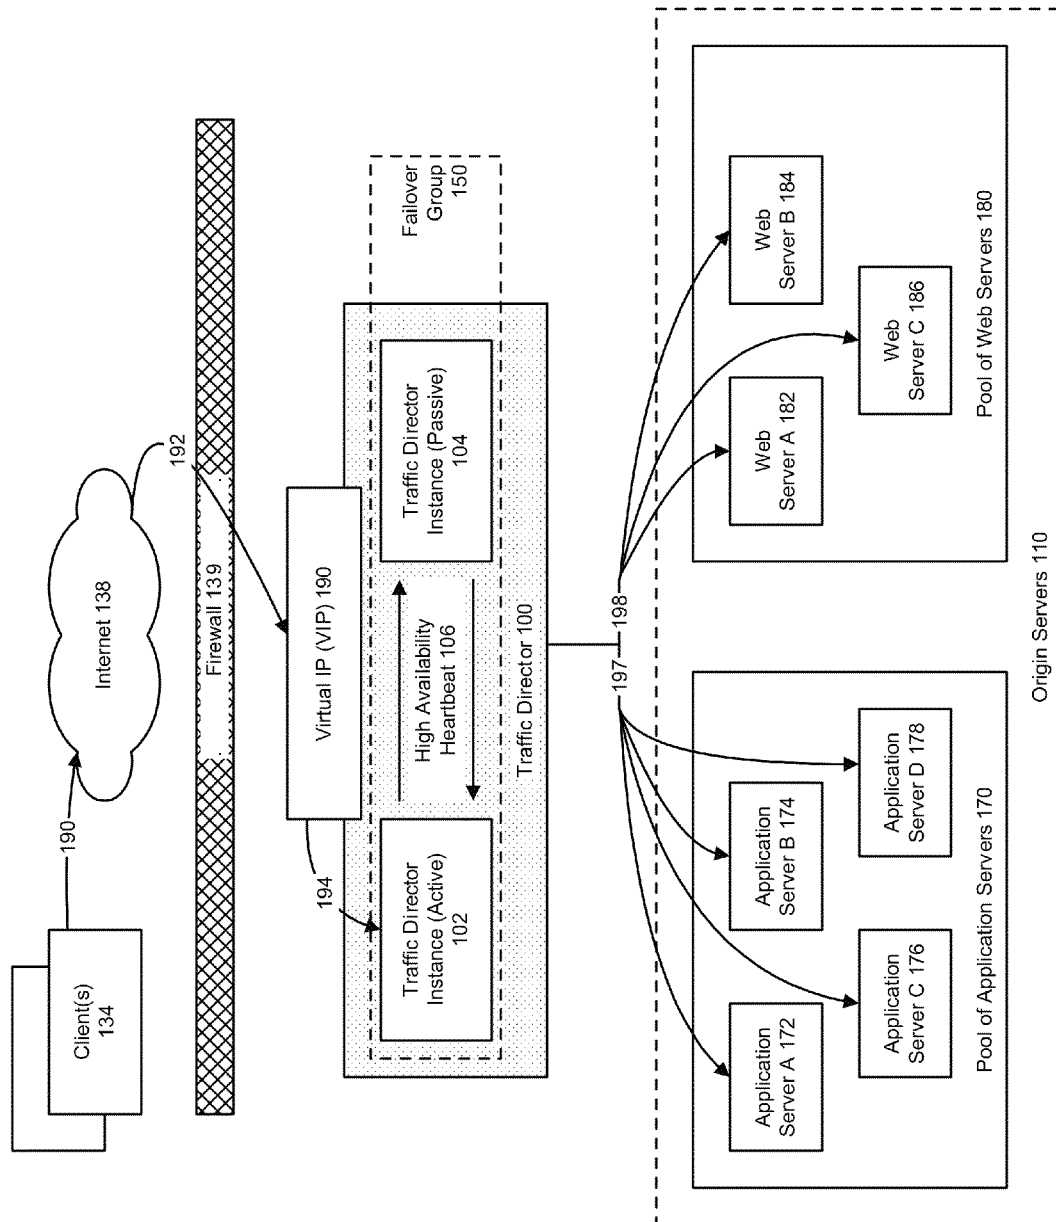 Client(s)
134
190
Internet 138
192
Firewall 139
Virtual IP (VIP) 190
194
Traffic Director
Instance (Active)
102
High Availability
Heartbeat 106
Traffic Director
Instance (Passive)
104
Failover
Group
150
Traffic Director 100
197
198
Application
Server A 172
Application
Server B 174
Application
Server C 176
Application
Server D 178
Pool of Application Servers 170
Web
Server A 182
Web
Server B 184
Web
Server C 186
Pool of Web Servers 180
Origin Servers 110